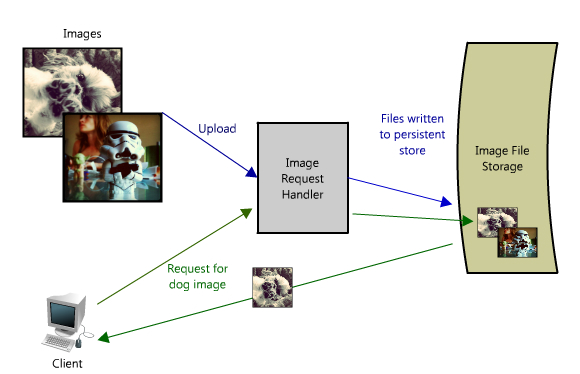 Images
Upload
Files written
to persistent
store
Image
Request
Handler
Image File
Storage
Request for
dog image
Client